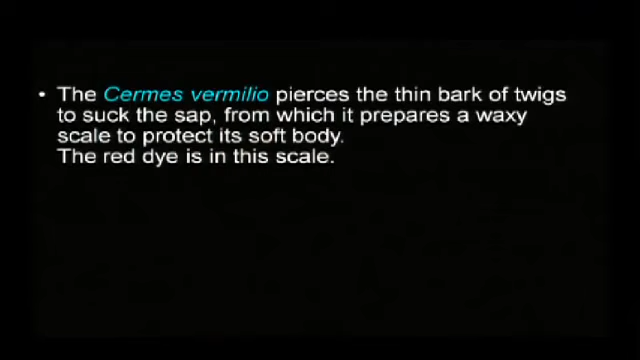 • The Cermes vermilio pierces the thin bark of twigs
to suck the sap, from which it prepares a waxy
scale to protect its soft body.
The red dye is in this scale.